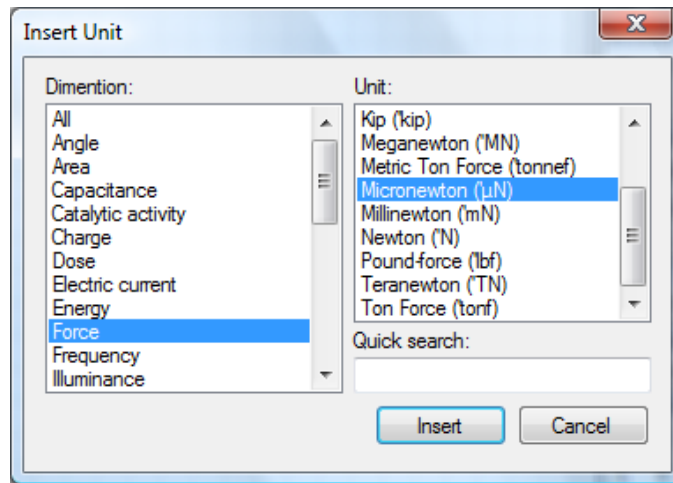 Insert Unit
Dimention:
All
Angle
Area
Capacitance
Catalytic activity
Charge
Dose
Electric current
Energy
Force
Frequency
Illuminance
Unit:
Kip ('kip)
Meganewton ('MN)
Metric Ton Force ('tonnef)
Micronewton ('μN)
Millinewton ('mN)
Newton ('N)
Pound-force ('lbf)
Teranewton ('TN)
Ton Force ('tonf)
Quick search:
Insert
Cancel